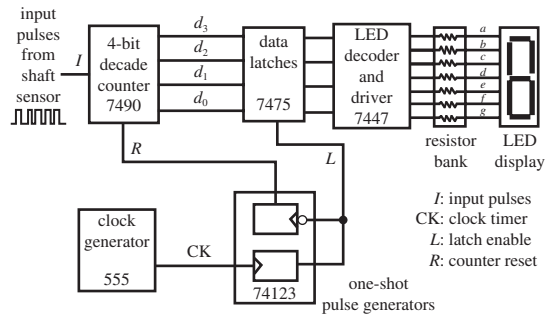 input
pulses
from
shaft
sensor
I
4-bit
decade
counter
7490
d3
d2
d1
d0
data
latches
7475
LED
decoder
and
driver
7447
a
b
c
d
e
f
g
resistor
bank
LED
display
R
L
I: input pulses
CK: clock timer
L: latch enable
R: counter reset
clock
generator
555
CK
74123
one-shot
pulse generators